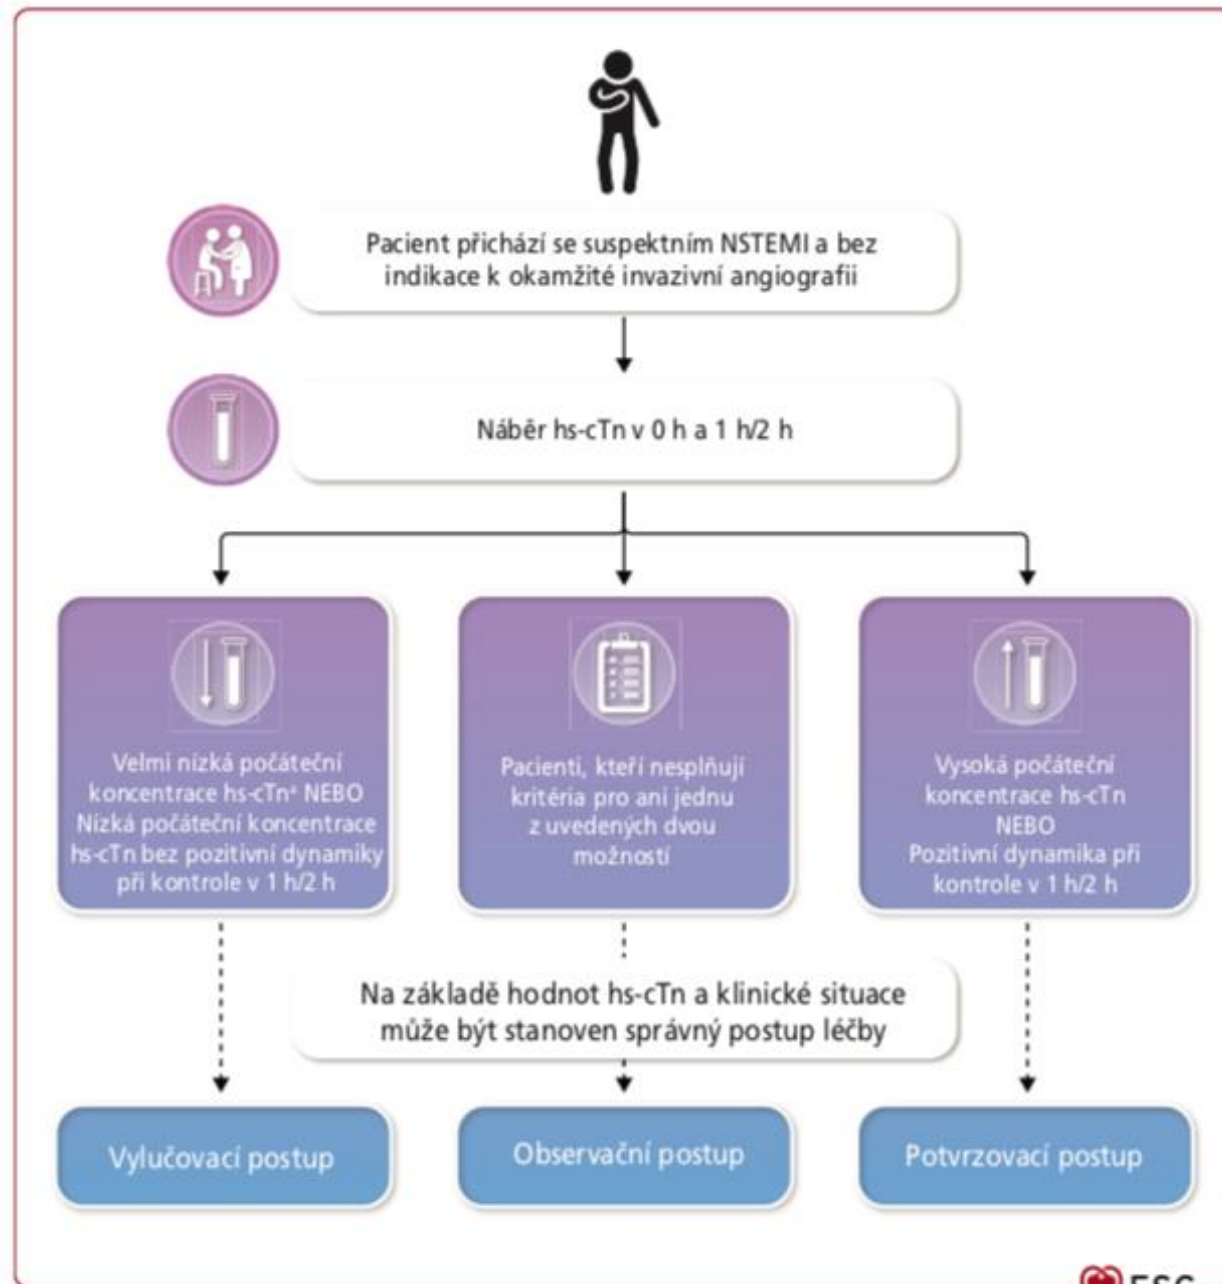 Pacient přichází se suspektním NSTEMI a bez
indikace k okamžité invazivní angiografii
Náběr hs-cTn v 0 h a 1 h/2 h
Velmi nízká počáteční
koncentrace hs-cTnᵃ NEBO
Nízká počáteční koncentrace
hs-cTn bez pozitivní dynamiky
při kontrole v 1 h/2 h
Pacienti, kteří nesplňují
kritéria pro ani jednu
z uvedených dvou
možností
Vysoká počáteční
koncentrace hs-cTn
NEBO
Pozitivní dynamika při
kontrole v 1 h/2 h
Na základě hodnot hs-cTn a klinické situace
může být stanoven správný postup léčby
Vylučovací postup
Observační postup
Potvrzovací postup
ESC